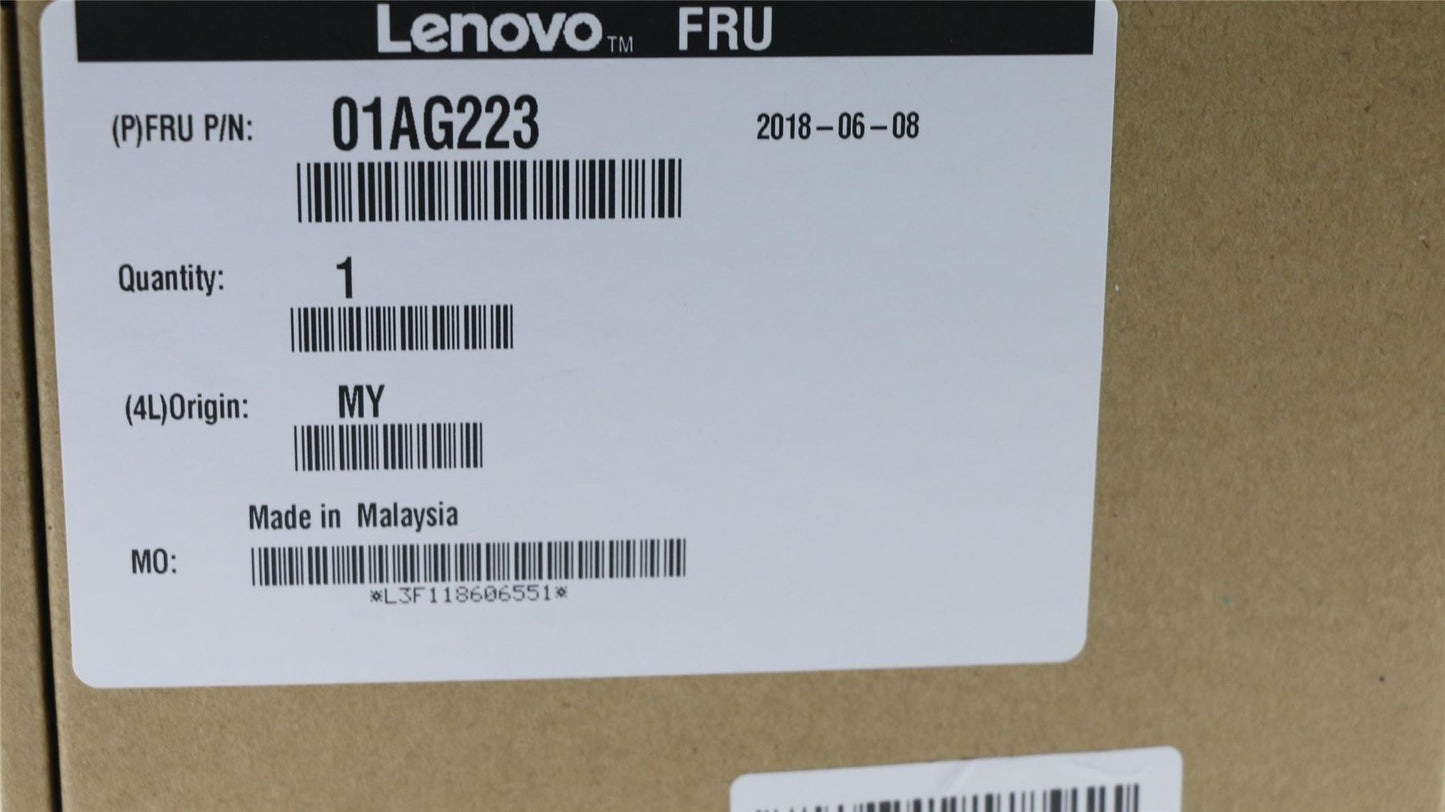 Lenovo™ FRU
(P)FRU P/N: 01AG223 2018-06-08
Quantity: 1
(4L)Origin: MY
Made in Malaysia
MO:
*L3F118606551*